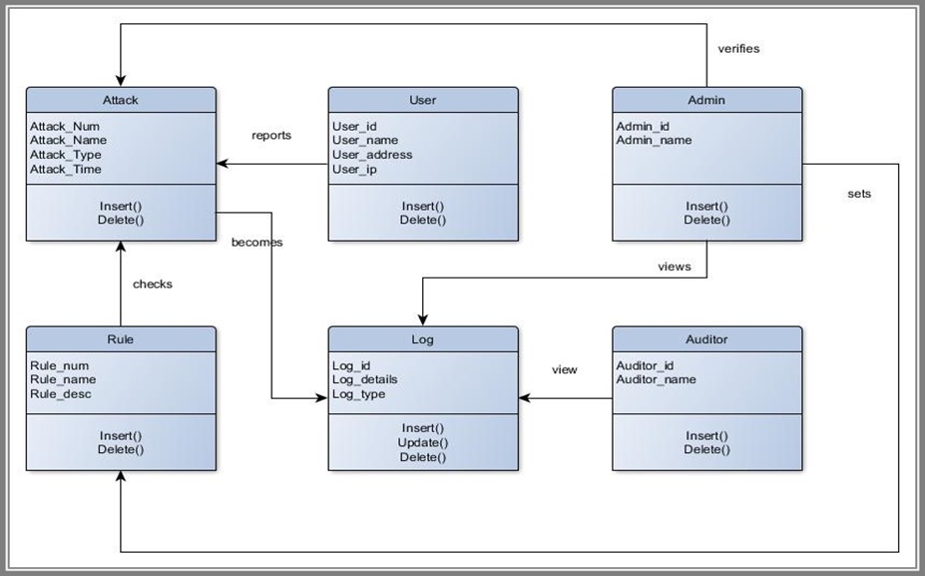 verifies
Attack
Attack_Num
Attack_Name
Attack_Type
Attack_Time
Insert()
Delete()
reports
User
User_id
User_name
User_address
User_ip
Insert()
Delete()
Admin
Admin_id
Admin_name
Insert()
Delete()
sets
becomes
views
checks
Rule
Rule_num
Rule_name
Rule_desc
Insert()
Delete()
Log
Log_id
Log_details
Log_type
Insert()
Update()
Delete()
view
Auditor
Auditor_id
Auditor_name
Insert()
Delete()